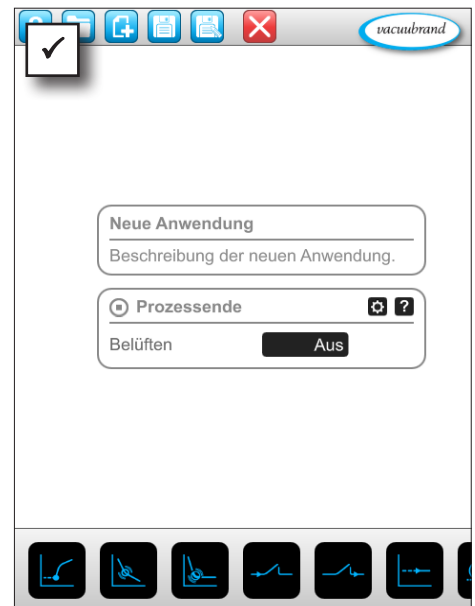 vacuubrand
Neue Anwendung
Beschreibung der neuen Anwendung.
Prozessende
?
Belüften Aus